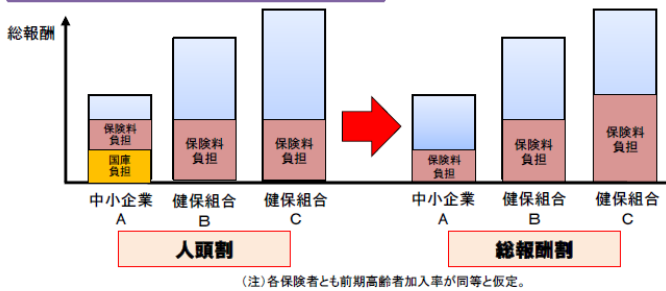 総報酬
保険料
負担
国庫
負担
保険料
負担
保険料
負担
保険料
負担
保険料
負担
保険料
負担
中小企業
A
健保組合
B
健保組合
C
中小企業
A
健保組合
B
健保組合
C
人頭割
総報酬割
(注)各保険者とも前期高齢者加入率が同等と仮定。